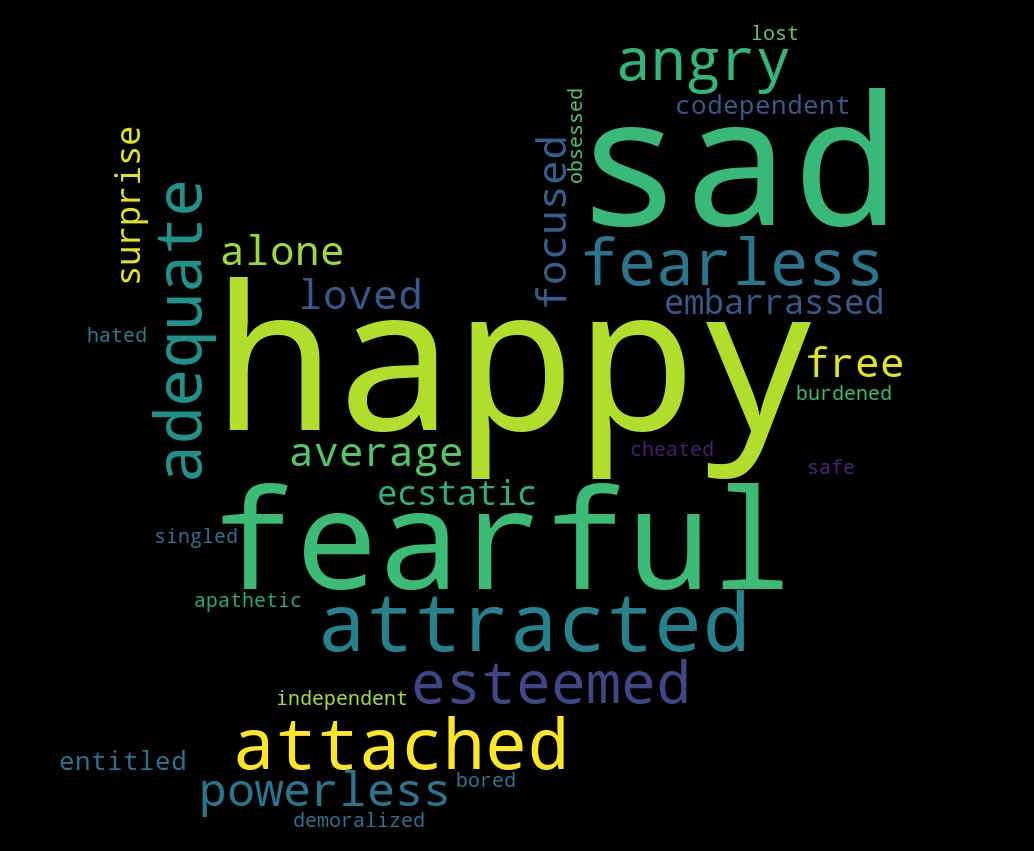 lost
angry
codependent
obsessed
sad
surprise
focused
adequate
alone
fearless
loved
embarrassed
happy
hated
free
burdened
average
cheated
safe
ecstatic
fearful
singled
apathetic
attracted
esteemed
independent
attached
entitled
powerless
bored
demoralized